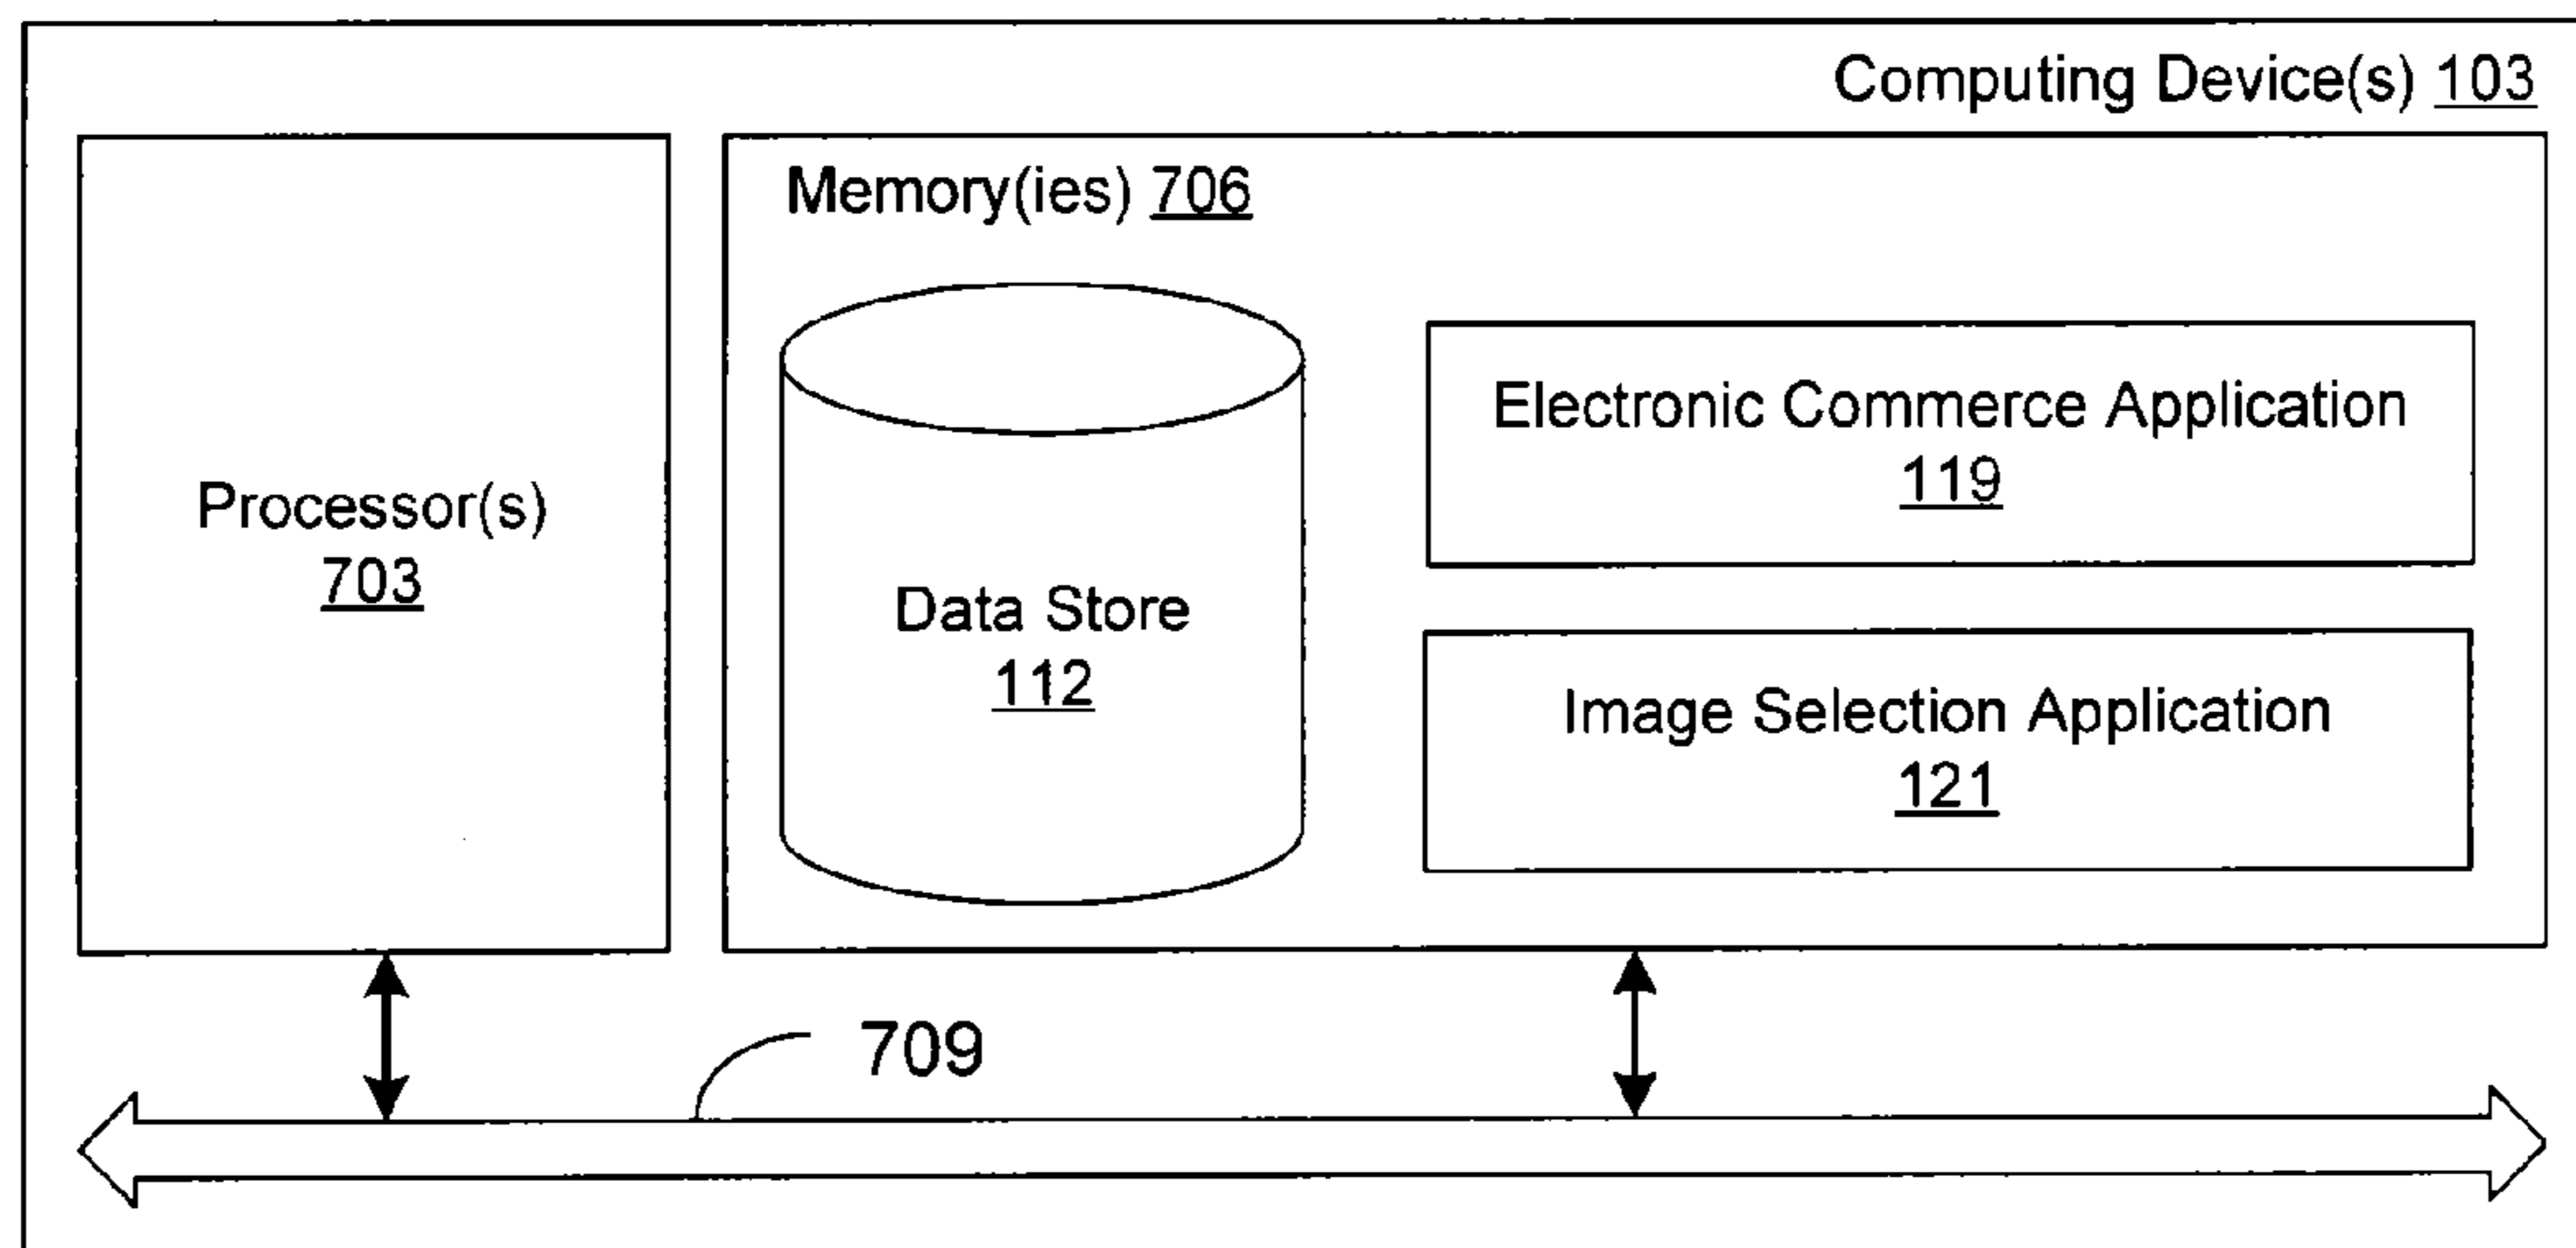 Computing Device(s) 103
Memory(ies) 706
Processor(s)
703
Data Store
112
Electronic Commerce Application
119
Image Selection Application
121
709